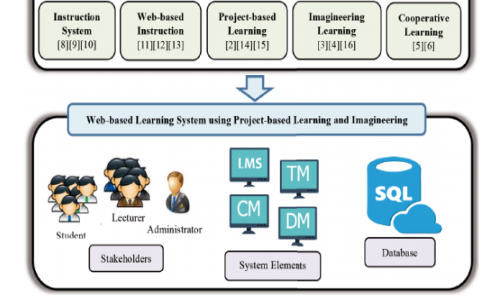 Instruction
System
[8][9][10]
Web-based
Instruction
[11][12][13]
Project-based
Learning
[2][14][15]
Imagineering
Learning
[3][4][16]
Cooperative
Learning
[5][6]
Web-based Learning System using Project-based Learning and Imagineering
Student
Lecturer
Administrator
Stakeholders
LMS
TM
CM
DM
System Elements
SQL
Database